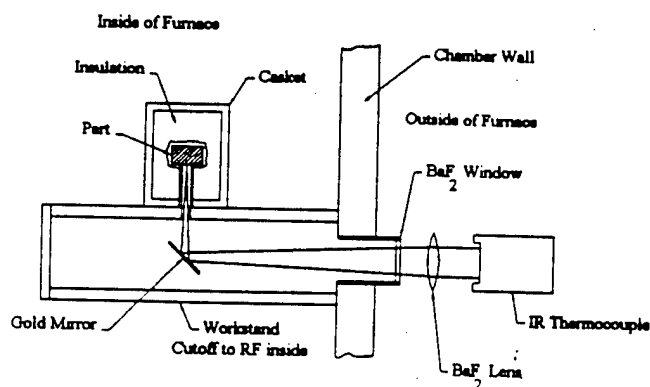 Inside of Furnace
Insulation
Casket
Part
Chamber Wall
Outside of Furnace
BaF2 Window
Gold Mirror
Workstand
Cutoff to RF inside
BaF2 Lens
IR Thermocouple